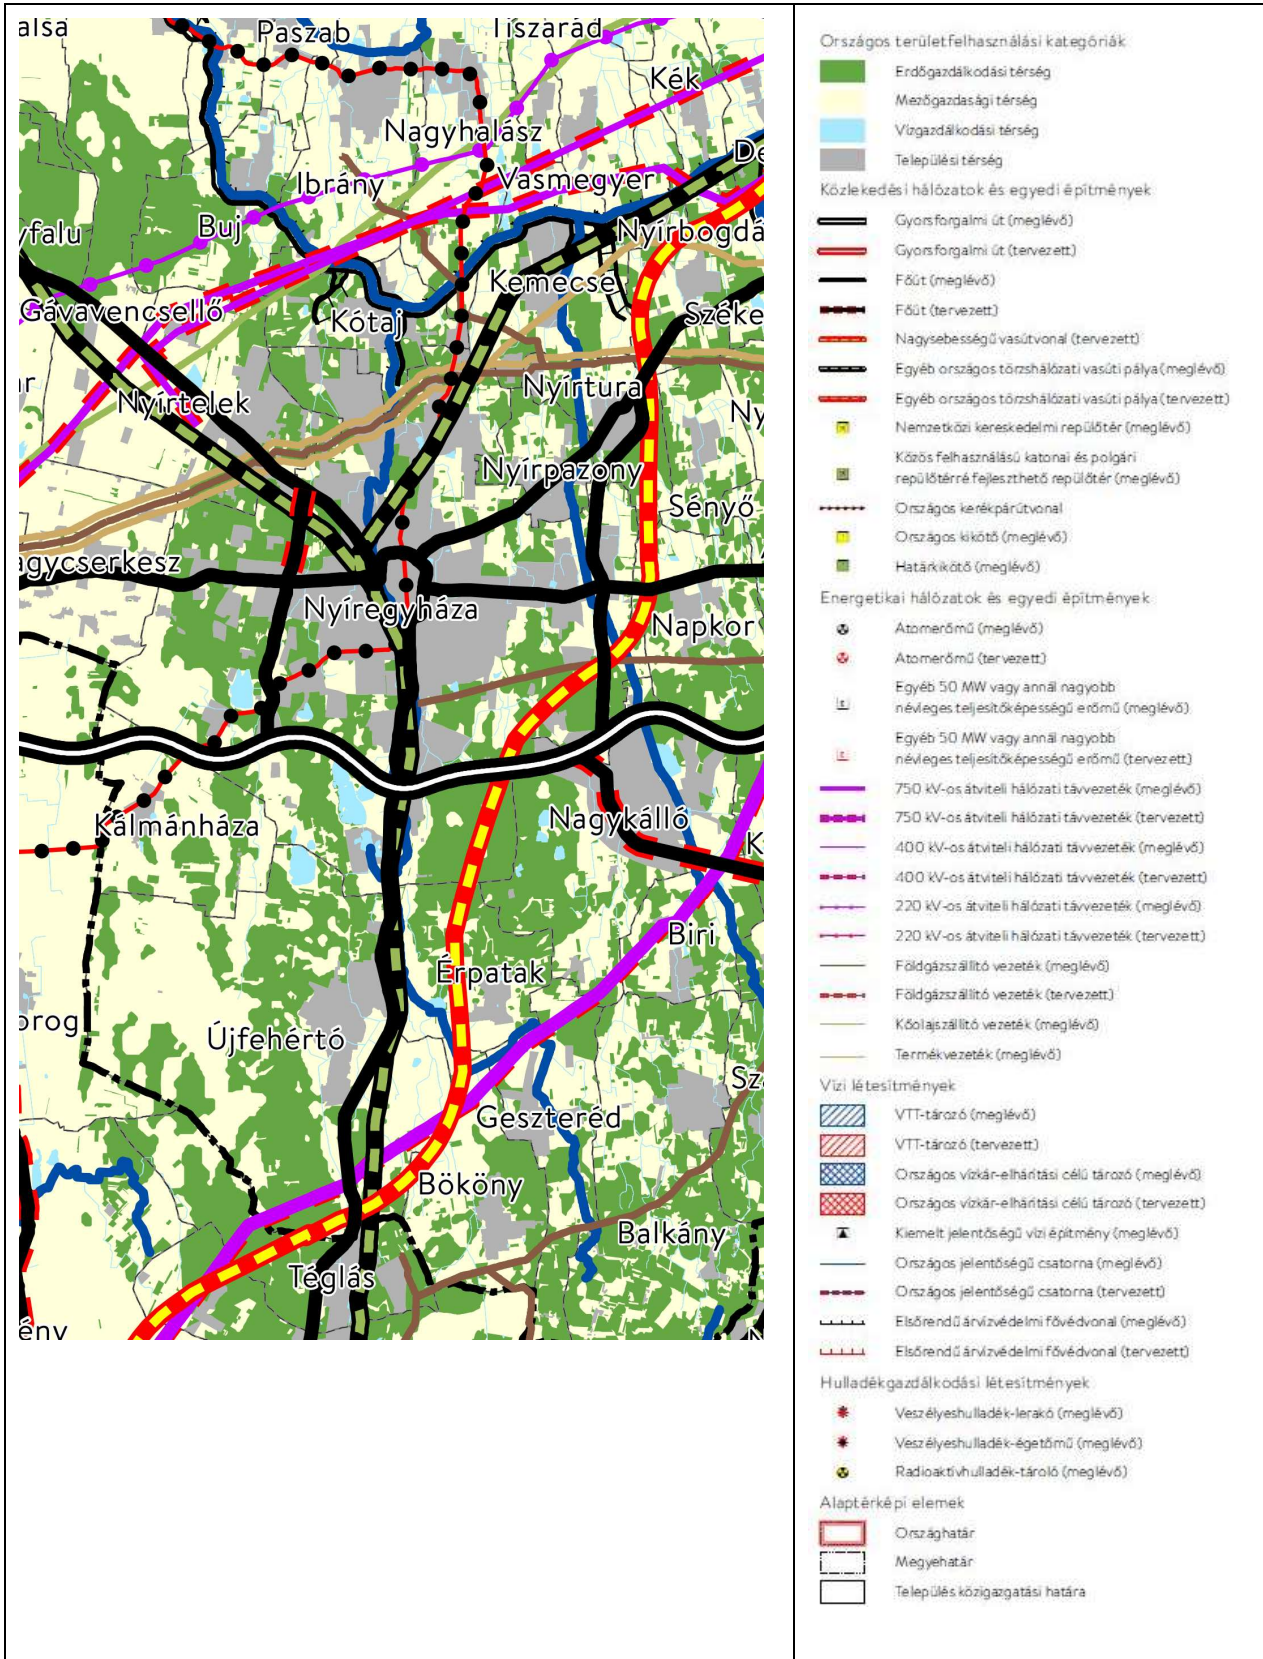 alsa
Paszab
Tiszarád
Kék
Nagyhalász
De
Ibrány
Vasmegyer
Buj
yfalu
Nyírbogdá
Kemecse
Gávavencsellő
Kótaj
Széke
ar
Nyírtura
Nyírtelek
Ny
Nyírpazony
Sényő
agycserkesz
Nyíregyháza
Napkor
Kálmánháza
Nagykálló
K
Biri
Érpatak
orog
Újfehértó
Sz
Geszteréd
Bököny
Balkány
Téglás
ény
N
Országos területfelhasználási kategóriák
Erdőgazdálkodási térség
Mezőgazdasági térség
Vízgazdálkodási térség
Települési térség
Közlekedési hálózatok és egyedi építmények
Gyorsforgalmi út (meglévő)
Gyorsforgalmi út (tervezett)
Főút (meglévő)
Főút (tervezett)
Nagysebességű vasútvonal (tervezett)
Egyéb országos törzshálózati vasúti pálya (meglévő)
Egyéb országos törzshálózati vasúti pálya (tervezett)
Nemzetközi kereskedelmi repülőtér (meglévő)
Közös felhasználású katonai és polgári
repülőtérré fejleszthető repülőtér (meglévő)
Országos kerékpárútvonal
Országos kikötő (meglévő)
Határkikötő (meglévő)
Energetikai hálózatok és egyedi építmények
Atomerőmű (meglévő)
Atomerőmű (tervezett)
Egyéb 50 MW vagy annál nagyobb
névleges teljesítőképességű erőmű (meglévő)
Egyéb 50 MW vagy annál nagyobb
névleges teljesítőképességű erőmű (tervezett)
750 kV-os átviteli hálózati távvezeték (meglévő)
750 kV-os átviteli hálózati távvezeték (tervezett)
400 kV-os átviteli hálózati távvezeték (meglévő)
400 kV-os átviteli hálózati távvezeték (tervezett)
220 kV-os átviteli hálózati távvezeték (meglévő)
220 kV-os átviteli hálózati távvezeték (tervezett)
Földgázszállító vezeték (meglévő)
Földgázszállító vezeték (tervezett)
Kőolajszállító vezeték (meglévő)
Termékvezeték (meglévő)
Vízi létesítmények
VTT-tározó (meglévő)
VTT-tározó (tervezett)
Országos vízkár-elhárítási célú tározó (meglévő)
Országos vízkár-elhárítási célú tározó (tervezett)
Kiemelt jelentőségű vízi építmény (meglévő)
Országos jelentőségű csatorna (meglévő)
Országos jelentőségű csatorna (tervezett)
Elsőrendű árvízvédelmi fővédvonal (meglévő)
Elsőrendű árvízvédelmi fővédvonal (tervezett)
Hulladékgazdálkodási létesítmények
Veszélyeshulladék-lerakó (meglévő)
Veszélyeshulladék-égetőmű (meglévő)
Radioaktívhulladék-tároló (meglévő)
Alaptérképi elemek
Országhatár
Megyehatár
Település közigazgatási határa